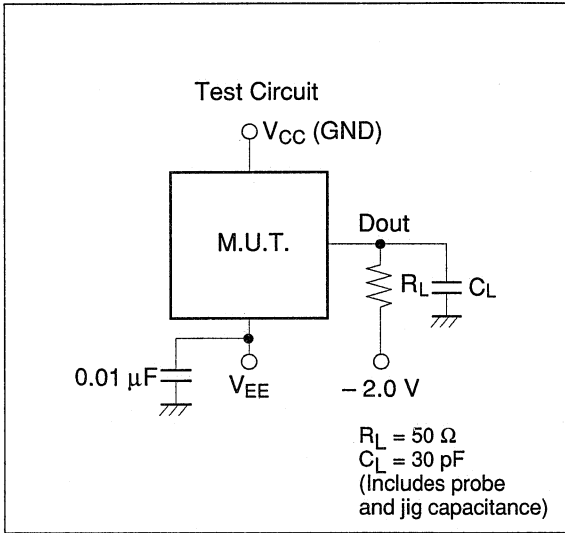 Test Circuit
VCC (GND)
M.U.T.
Dout
RL
CL
0.01 μF
VEE
– 2.0 V
RL = 50 Ω
CL = 30 pF
(Includes probe
and jig capacitance)